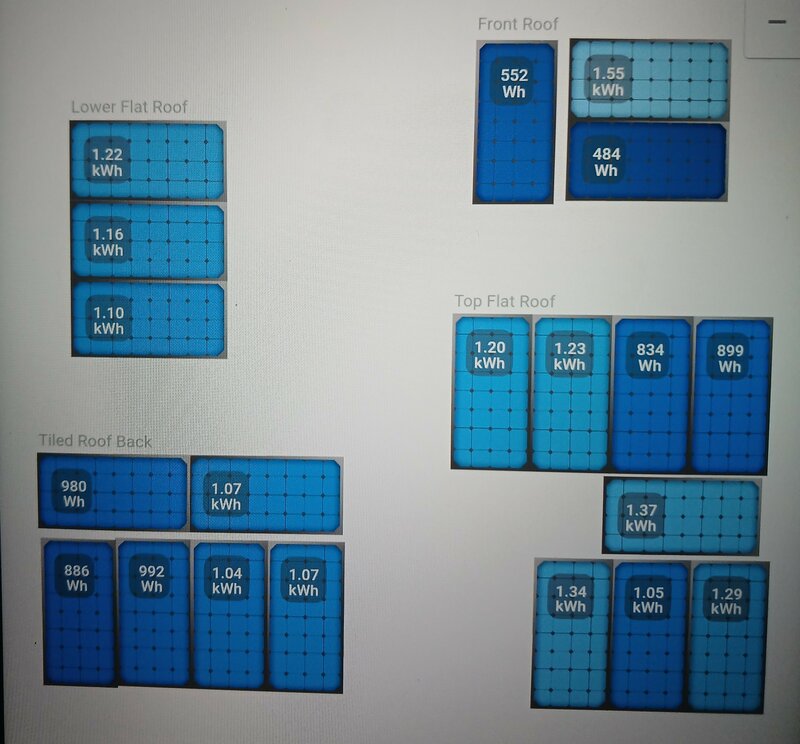 Front Roof
552
Wh
1.55
kWh
484
Wh
Lower Flat Roof
1.22
kWh
1.16
kWh
1.10
kWh
Top Flat Roof
1.20
kWh
1.23
kWh
834
Wh
899
Wh
1.37
kWh
1.34
kWh
1.05
kWh
1.29
kWh
Tiled Roof Back
980
Wh
1.07
kWh
886
Wh
992
Wh
1.04
kWh
1.07
kWh